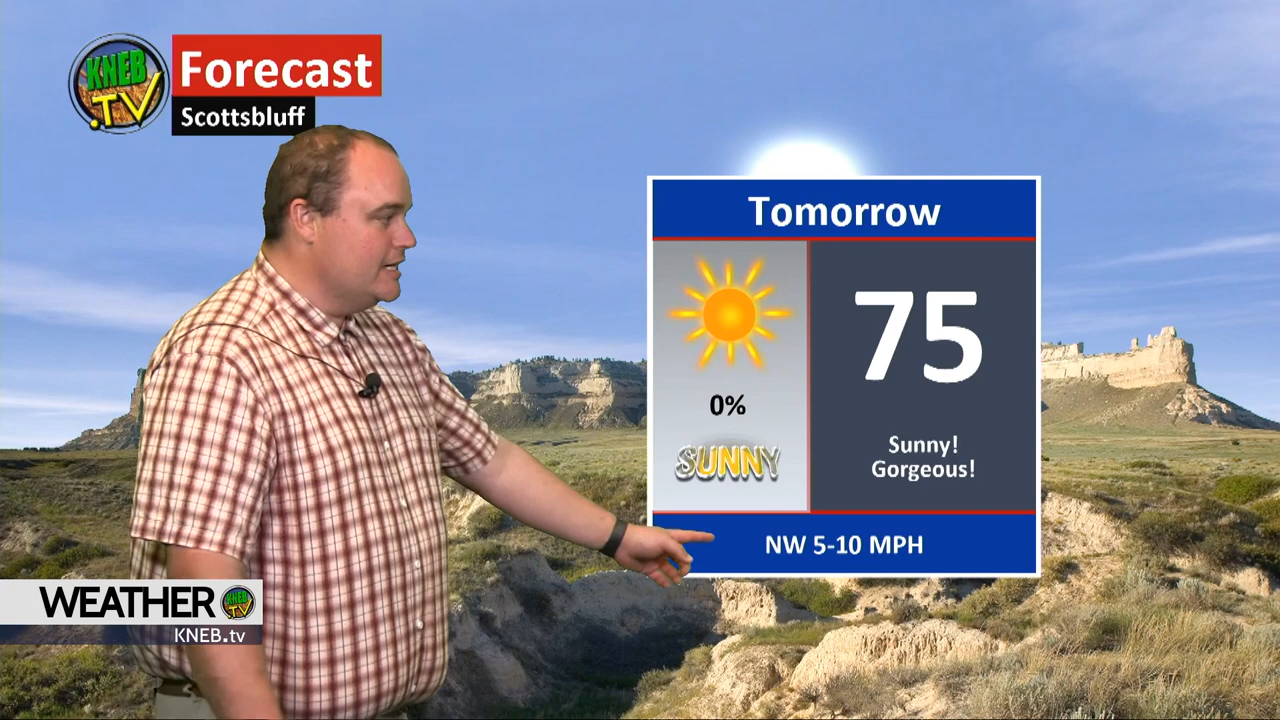 KNEB
.TV
Forecast
Scottsbluff
Tomorrow
75
0%
SUNNY
Sunny!
Gorgeous!
NW 5-10 MPH
WEATHER KNEB .TV
KNEB.tv